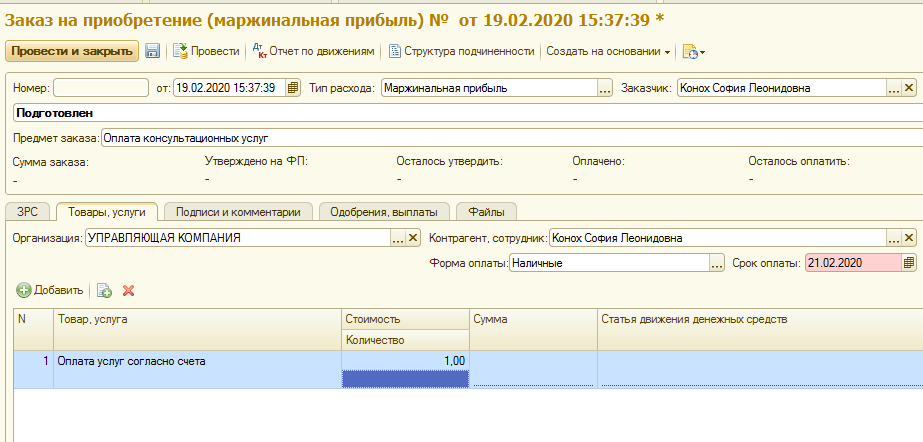 Заказ на приобретение (маржинальная прибыль) № от 19.02.2020 15:37:39 *
Провести и закрыть Провести Дт Кт Отчет по движениям Структура подчиненности Создать на основании
Номер: от: 19.02.2020 15:37:39 Тип расхода: Маржинальная прибыль ... Заказчик: Конох София Леонидовна ...
Подготовлен
Предмет заказа: Оплата консультационных услуг
Сумма заказа: Утверждено на ФП: Осталось утвердить: Оплачено: Осталось оплатить:
- - - - -
ЗРС Товары, услуги Подписи и комментарии Одобрения, выплаты Файлы
Организация: УПРАВЛЯЮЩАЯ КОМПАНИЯ ... Контрагент, сотрудник: Конох София Леонидовна ...
Форма оплаты: Наличные ... Срок оплаты: 21.02.2020
Добавить
N Товар, услуга Стоимость Сумма Статья движения денежных средств
Количество
1 Оплата услуг согласно счета 1,00